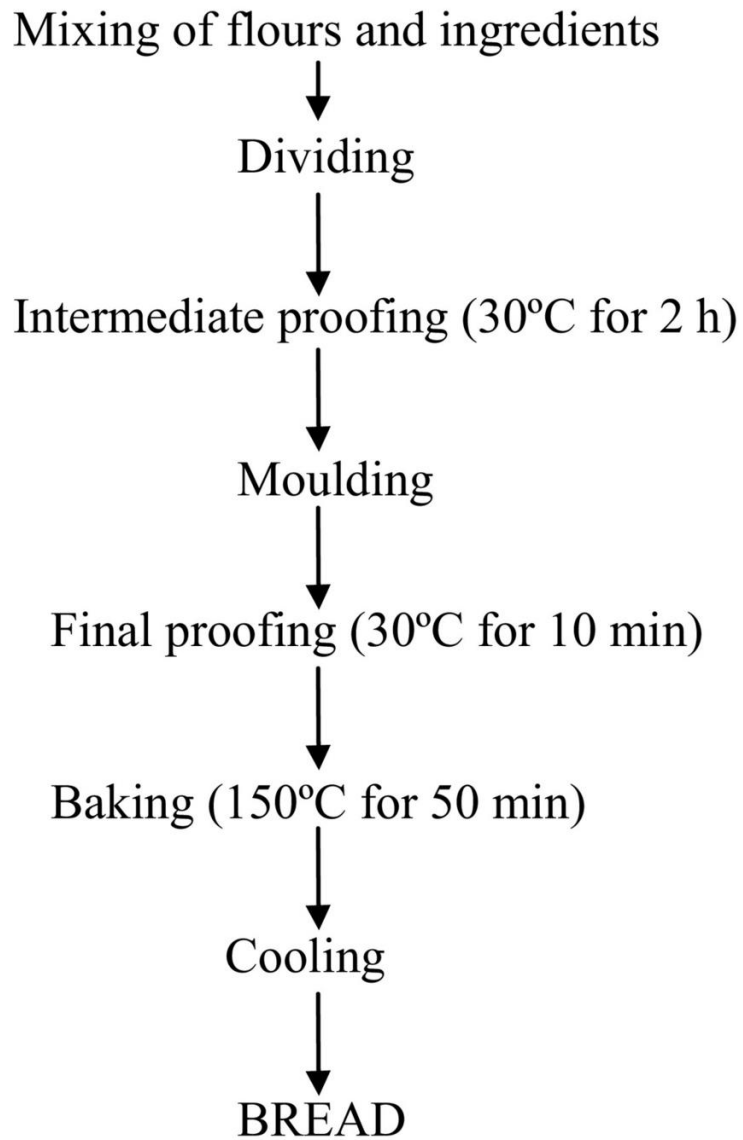 Mixing of flours and ingredients
Dividing
Intermediate proofing (30ºC for 2 h)
Moulding
Final proofing (30ºC for 10 min)
Baking (150ºC for 50 min)
Cooling
BREAD